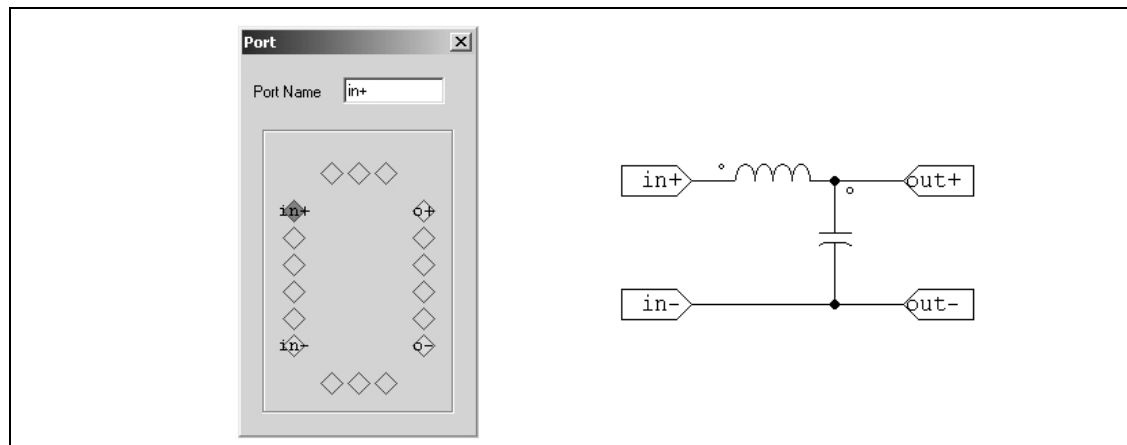 Port
Port Name in+
in+ o+
in- o-
in+ out+
in- out-